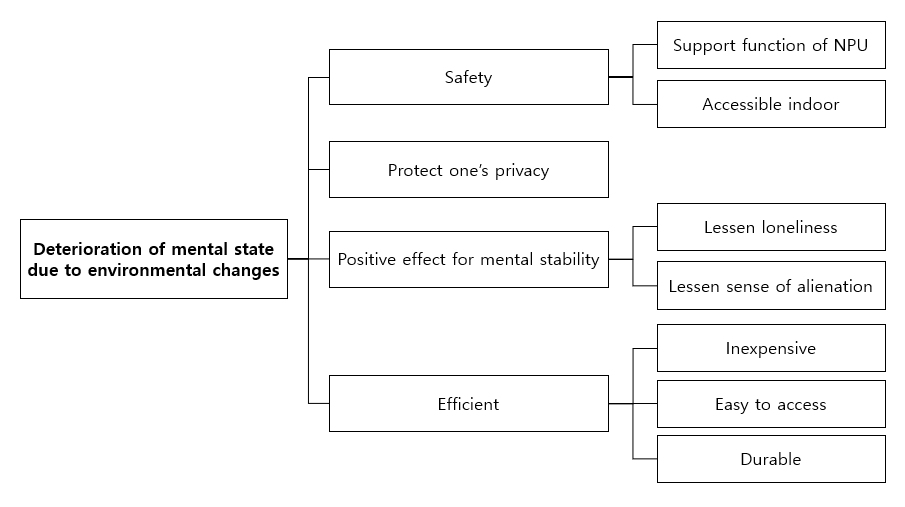 Deterioration of mental state
due to environmental changes
Safety
Support function of NPU
Accessible indoor
Protect one's privacy
Positive effect for mental stability
Lessen loneliness
Lessen sense of alienation
Efficient
Inexpensive
Easy to access
Durable